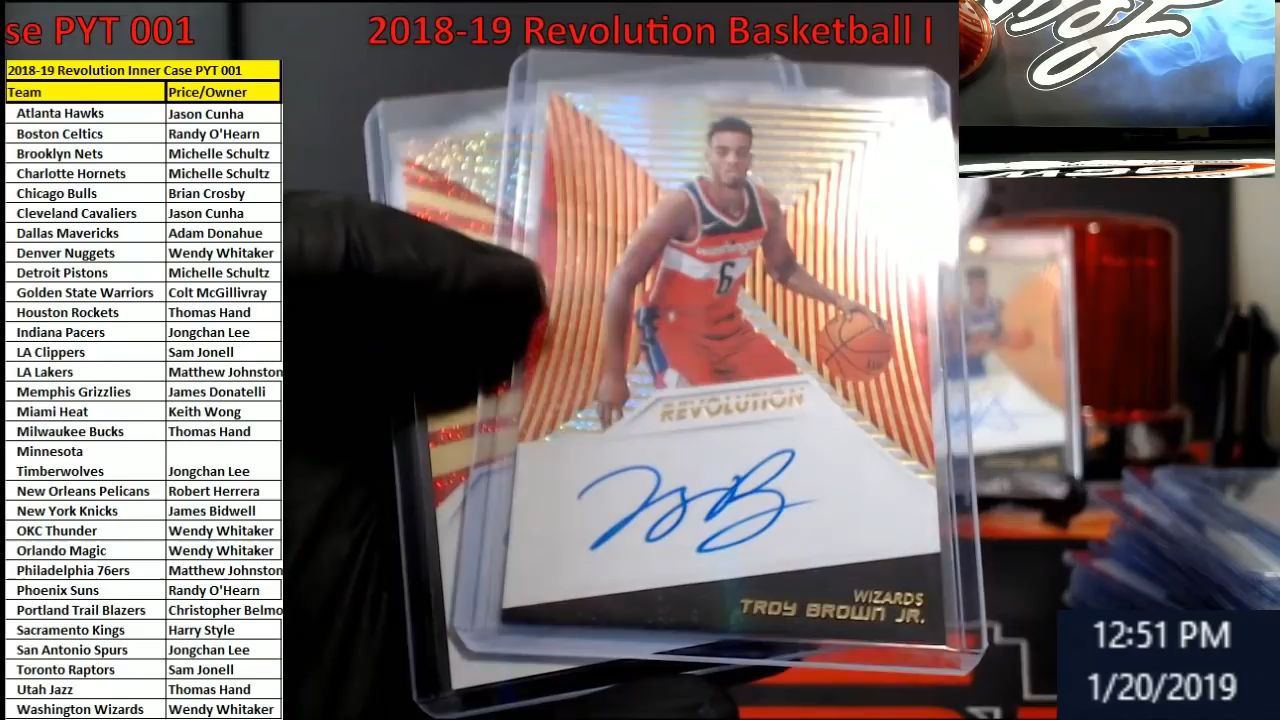 se PYT 001 2018-19 Revolution Basketball I
2018-19 Revolution Inner Case PYT 001
Team Price/Owner
Atlanta Hawks Jason Cunha
Boston Celtics Randy O'Hearn
Brooklyn Nets Michelle Schultz
Charlotte Hornets Michelle Schultz
Chicago Bulls Brian Crosby
Cleveland Cavaliers Jason Cunha
Dallas Mavericks Adam Donahue
Denver Nuggets Wendy Whitaker
Detroit Pistons Michelle Schultz
Golden State Warriors Colt McGillivray
Houston Rockets Thomas Hand
Indiana Pacers Jongchan Lee
LA Clippers Sam Jonell
LA Lakers Matthew Johnston
Memphis Grizzlies James Donatelli
Miami Heat Keith Wong
Milwaukee Bucks Thomas Hand
Minnesota
Timberwolves Jongchan Lee
New Orleans Pelicans Robert Herrera
New York Knicks James Bidwell
OKC Thunder Wendy Whitaker
Orlando Magic Wendy Whitaker
Philadelphia 76ers Matthew Johnston
Phoenix Suns Randy O'Hearn
Portland Trail Blazers Christopher Belmo
Sacramento Kings Harry Style
San Antonio Spurs Jongchan Lee
Toronto Raptors Sam Jonell
Utah Jazz Thomas Hand
Washington Wizards Wendy Whitaker
6
REVOLUTION
WIZARDS
TROY BROWN JR.
12:51 PM
1/20/2019